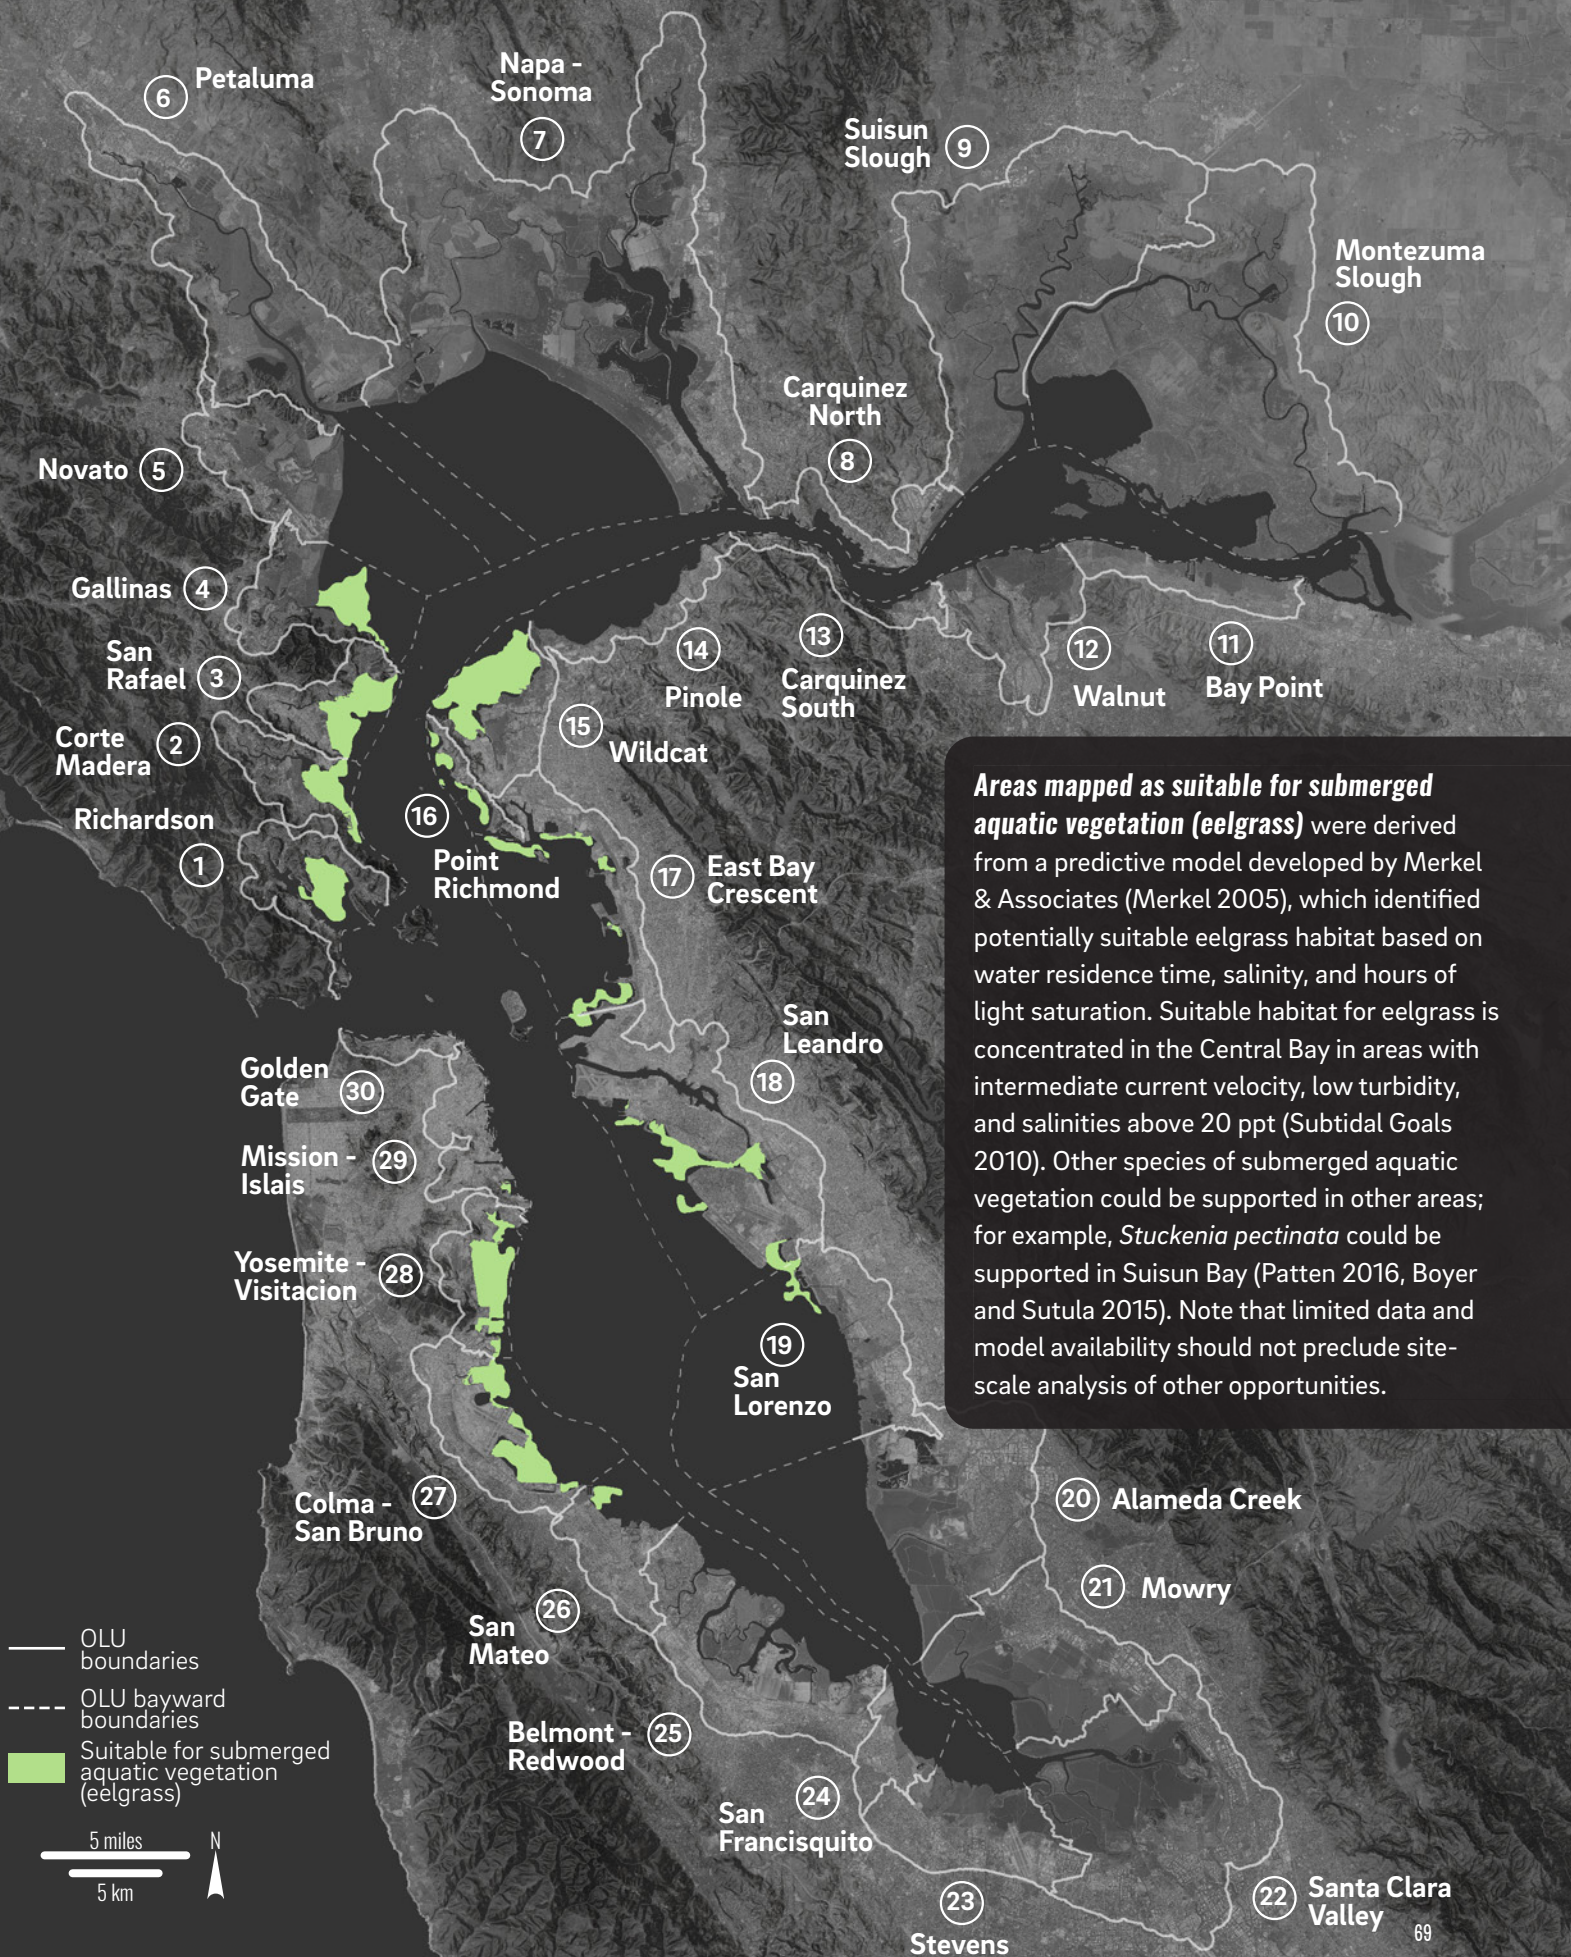 Petaluma
6
Napa -
Sonoma
7
Suisun
Slough
9
Montezuma
Slough
10
Carquinez
North
8
Novato
5
Gallinas
4
San
Rafael
3
Corte
Madera
2
Richardson
1
14
Pinole
13
Carquinez
South
12
Walnut
11
Bay Point
15
Wildcat
16
Point
Richmond
17
East Bay
Crescent
San
Leandro
18
Areas mapped as suitable for submerged
aquatic vegetation (eelgrass) were derived
from a predictive model developed by Merkel
& Associates (Merkel 2005), which identified
potentially suitable eelgrass habitat based on
water residence time, salinity, and hours of
light saturation. Suitable habitat for eelgrass is
concentrated in the Central Bay in areas with
intermediate current velocity, low turbidity,
and salinities above 20 ppt (Subtidal Goals
2010). Other species of submerged aquatic
vegetation could be supported in other areas;
for example, Stuckenia pectinata could be
supported in Suisun Bay (Patten 2016, Boyer
and Sutula 2015). Note that limited data and
model availability should not preclude site-
scale analysis of other opportunities.
Golden
Gate
30
Mission -
Islais
29
Yosemite -
Visitacion
28
19
San
Lorenzo
Colma -
San Bruno
27
20
Alameda Creek
21
Mowry
26
San
Mateo
Belmont -
Redwood
25
24
San
Francisquito
23
Stevens
22
Santa Clara
Valley
OLU
boundaries
OLU bayward
boundaries
Suitable for submerged
aquatic vegetation
(eelgrass)
5 miles
5 km
N
69